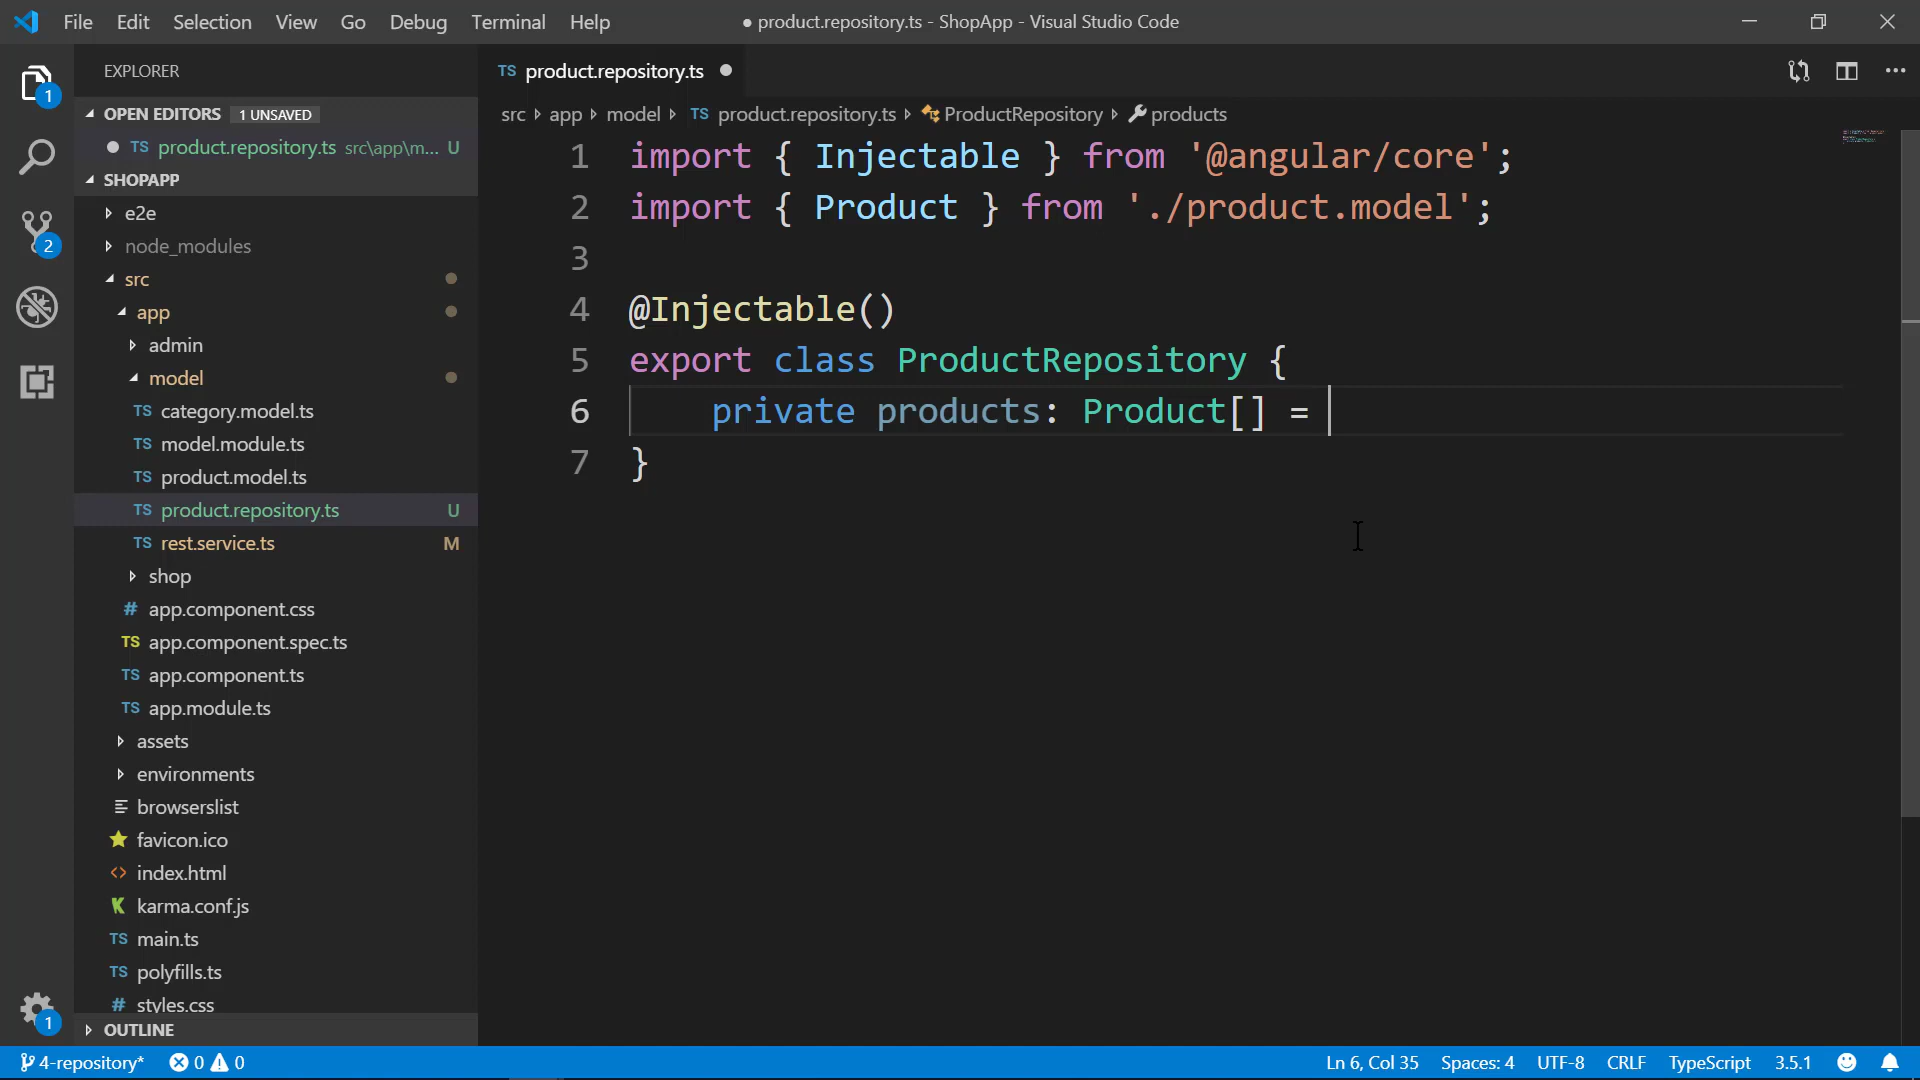 File Edit Selection View Go Debug Terminal Help
● product.repository.ts - ShopApp - Visual Studio Code
EXPLORER
OPEN EDITORS 1 UNSAVED
TS product.repository.ts src\app\m... U
SHOPAPP
e2e
node_modules
src
app
admin
model
TS category.model.ts
TS model.module.ts
TS product.model.ts
TS product.repository.ts U
TS rest.service.ts M
shop
# app.component.css
TS app.component.spec.ts
TS app.component.ts
TS app.module.ts
assets
environments
browserslist
favicon.ico
<> index.html
karma.conf.js
TS main.ts
TS polyfills.ts
# styles.css
OUTLINE
1
2
1
TS product.repository.ts
src app model TS product.repository.ts ProductRepository products
1 import { Injectable } from '@angular/core';
2 import { Product } from './product.model';
3
4 @Injectable()
5 export class ProductRepository {
6 private products: Product[] =
7 }
4-repository* 0 0 Ln 6, Col 35 Spaces: 4 UTF-8 CRLF TypeScript 3.5.1